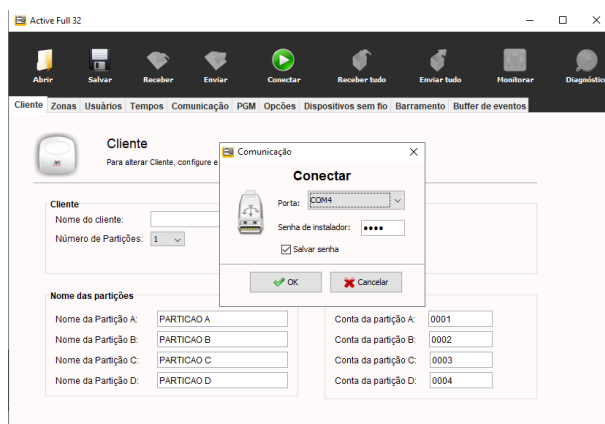 Active Full 32
Abrir Salvar Receber Enviar Conectar Receber tudo Enviar tudo Monitorar Diagnóstico
Cliente Zonas Usuários Tempos Comunicação PGM Opcões Dispositivos sem fio Barramento Buffer de eventos
Cliente
Para alterar Cliente, configure e
Comunicação
Conectar
Porta: COM4
Senha de instalador: ••••
Salvar senha
OK Cancelar
Cliente
Nome do cliente:
Número de Partições: 1
Nome das partições
Nome da Partição A: PARTICAO A Conta da partição A: 0001
Nome da Partição B: PARTICAO B Conta da partição B: 0002
Nome da Partição C: PARTICAO C Conta da partição C: 0003
Nome da Partição D: PARTICAO D Conta da partição D: 0004